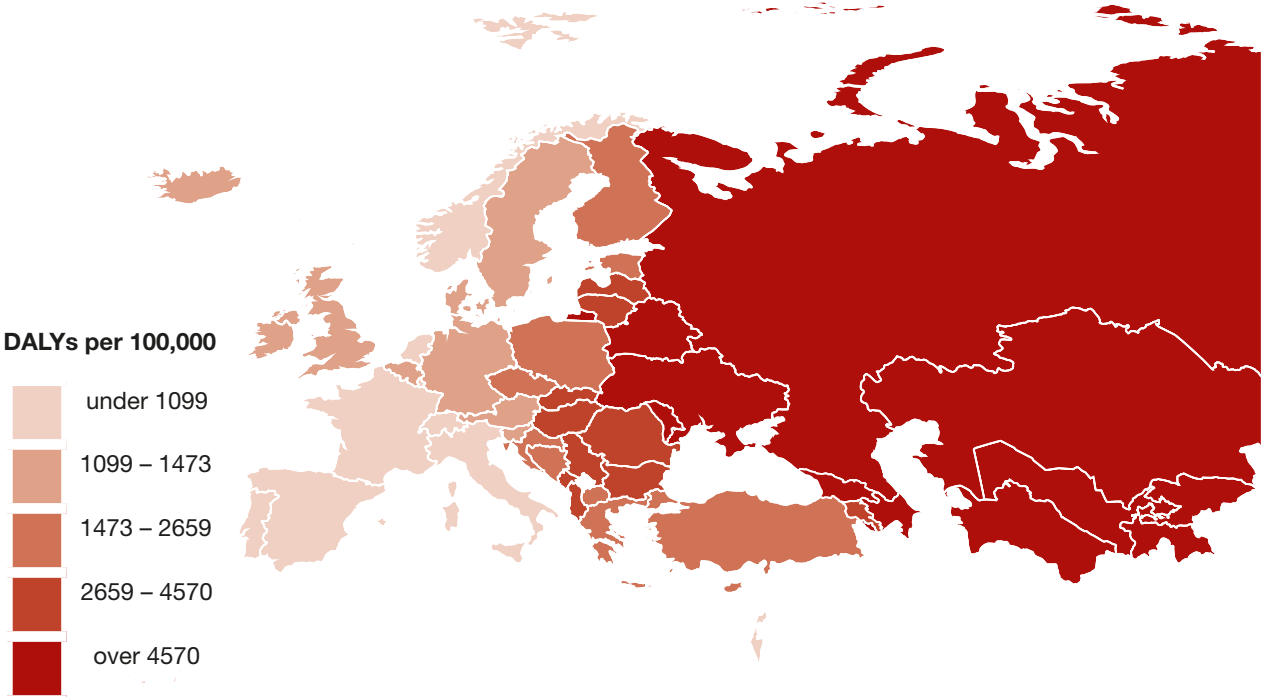 DALYs per 100,000
under 1099
1099 – 1473
1473 – 2659
2659 – 4570
over 4570